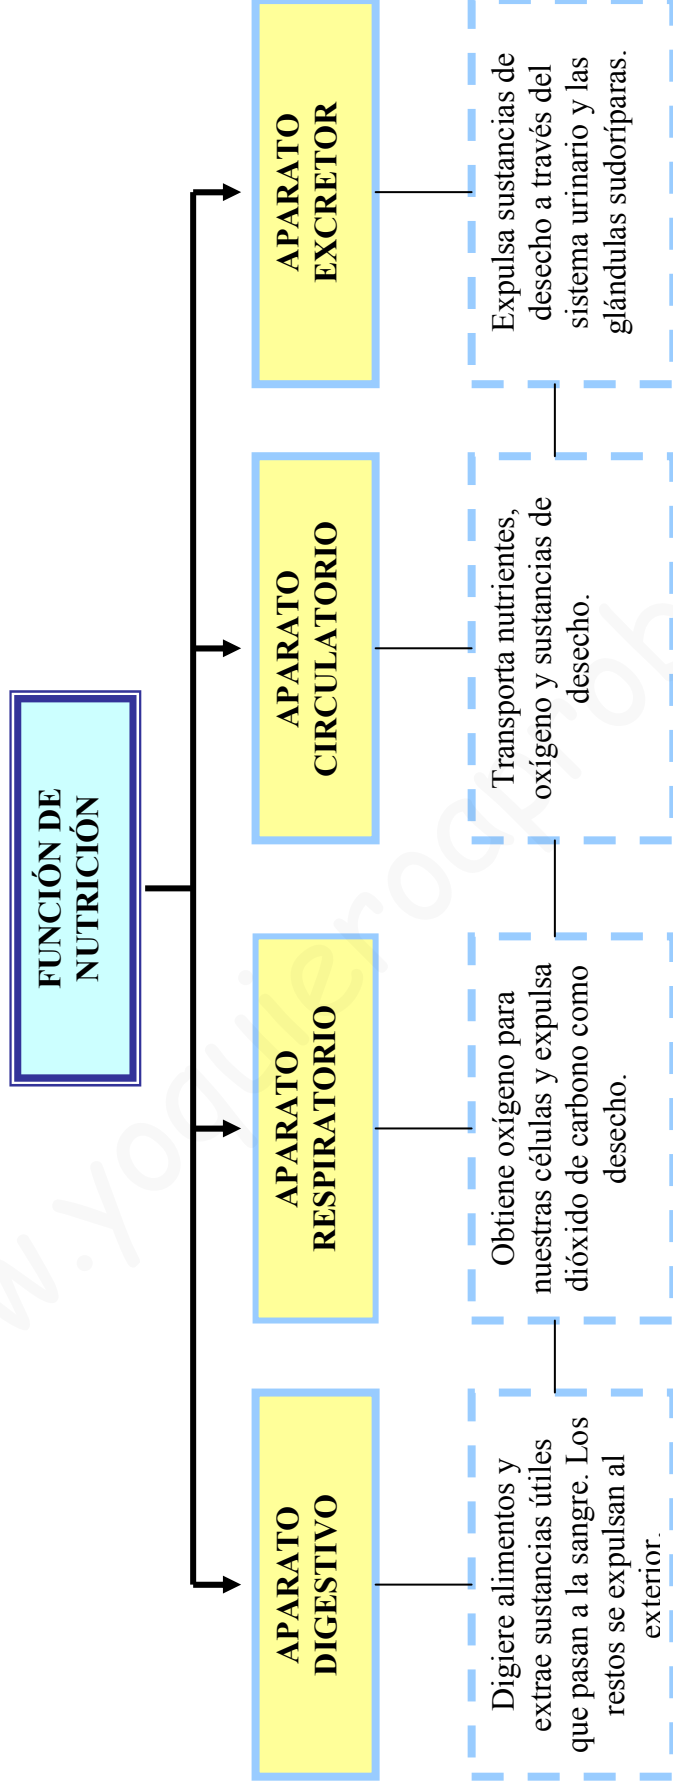 FUNCIÓN DE
NUTRICIÓN
APARATO
DIGESTIVO
APARATO
RESPIRATORIO
APARATO
CIRCULATORIO
APARATO
EXCRETOR
Digiere alimentos y
extrae sustancias útiles
que pasan a la sangre. Los
restos se expulsan al
exterior.
Obtiene oxígeno para
nuestras células y expulsa
dióxido de carbono como
desecho.
Transporta nutrientes,
oxígeno y sustancias de
desecho.
Expulsa sustancias de
desecho a través del
sistema urinario y las
glándulas sudoríparas.
w.yoquieroaprob